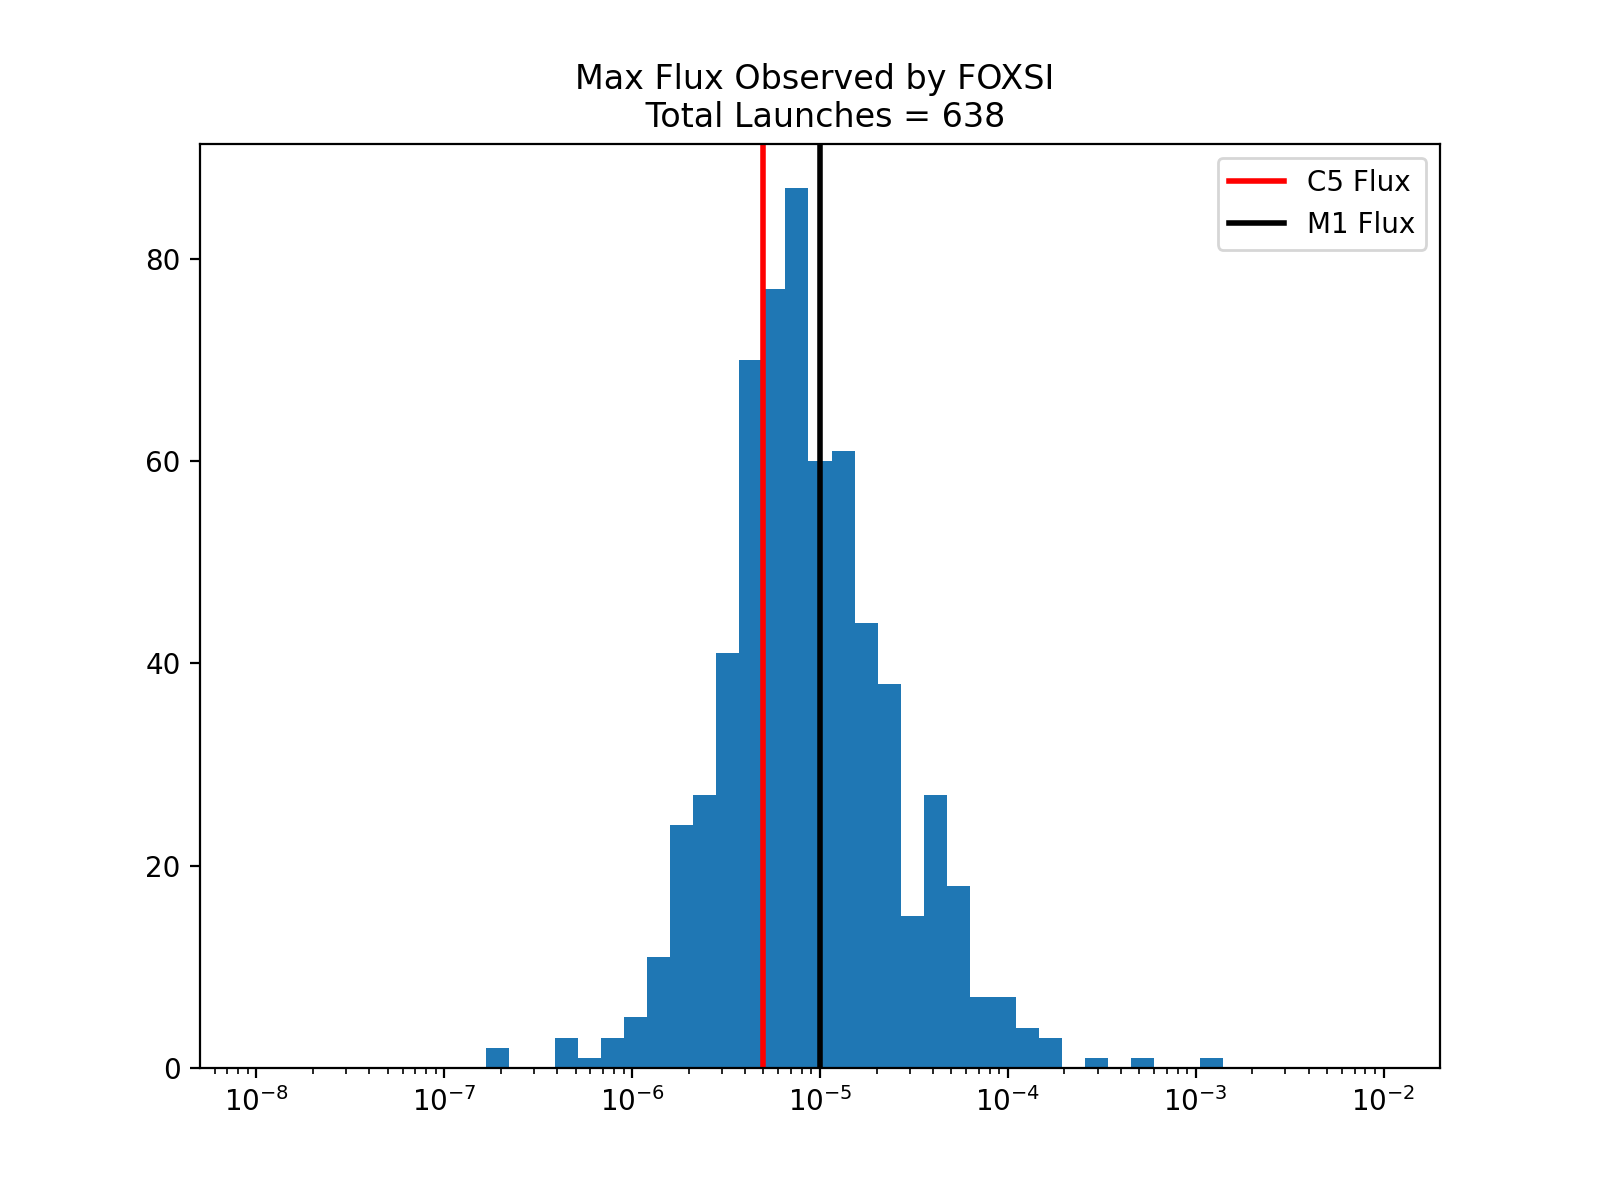 Max Flux Observed by FOXSI
Total Launches = 638
C5 Flux
M1 Flux
80
60
40
20
0
10⁻⁸ 10⁻⁷ 10⁻⁶ 10⁻⁵ 10⁻⁴ 10⁻³ 10⁻²